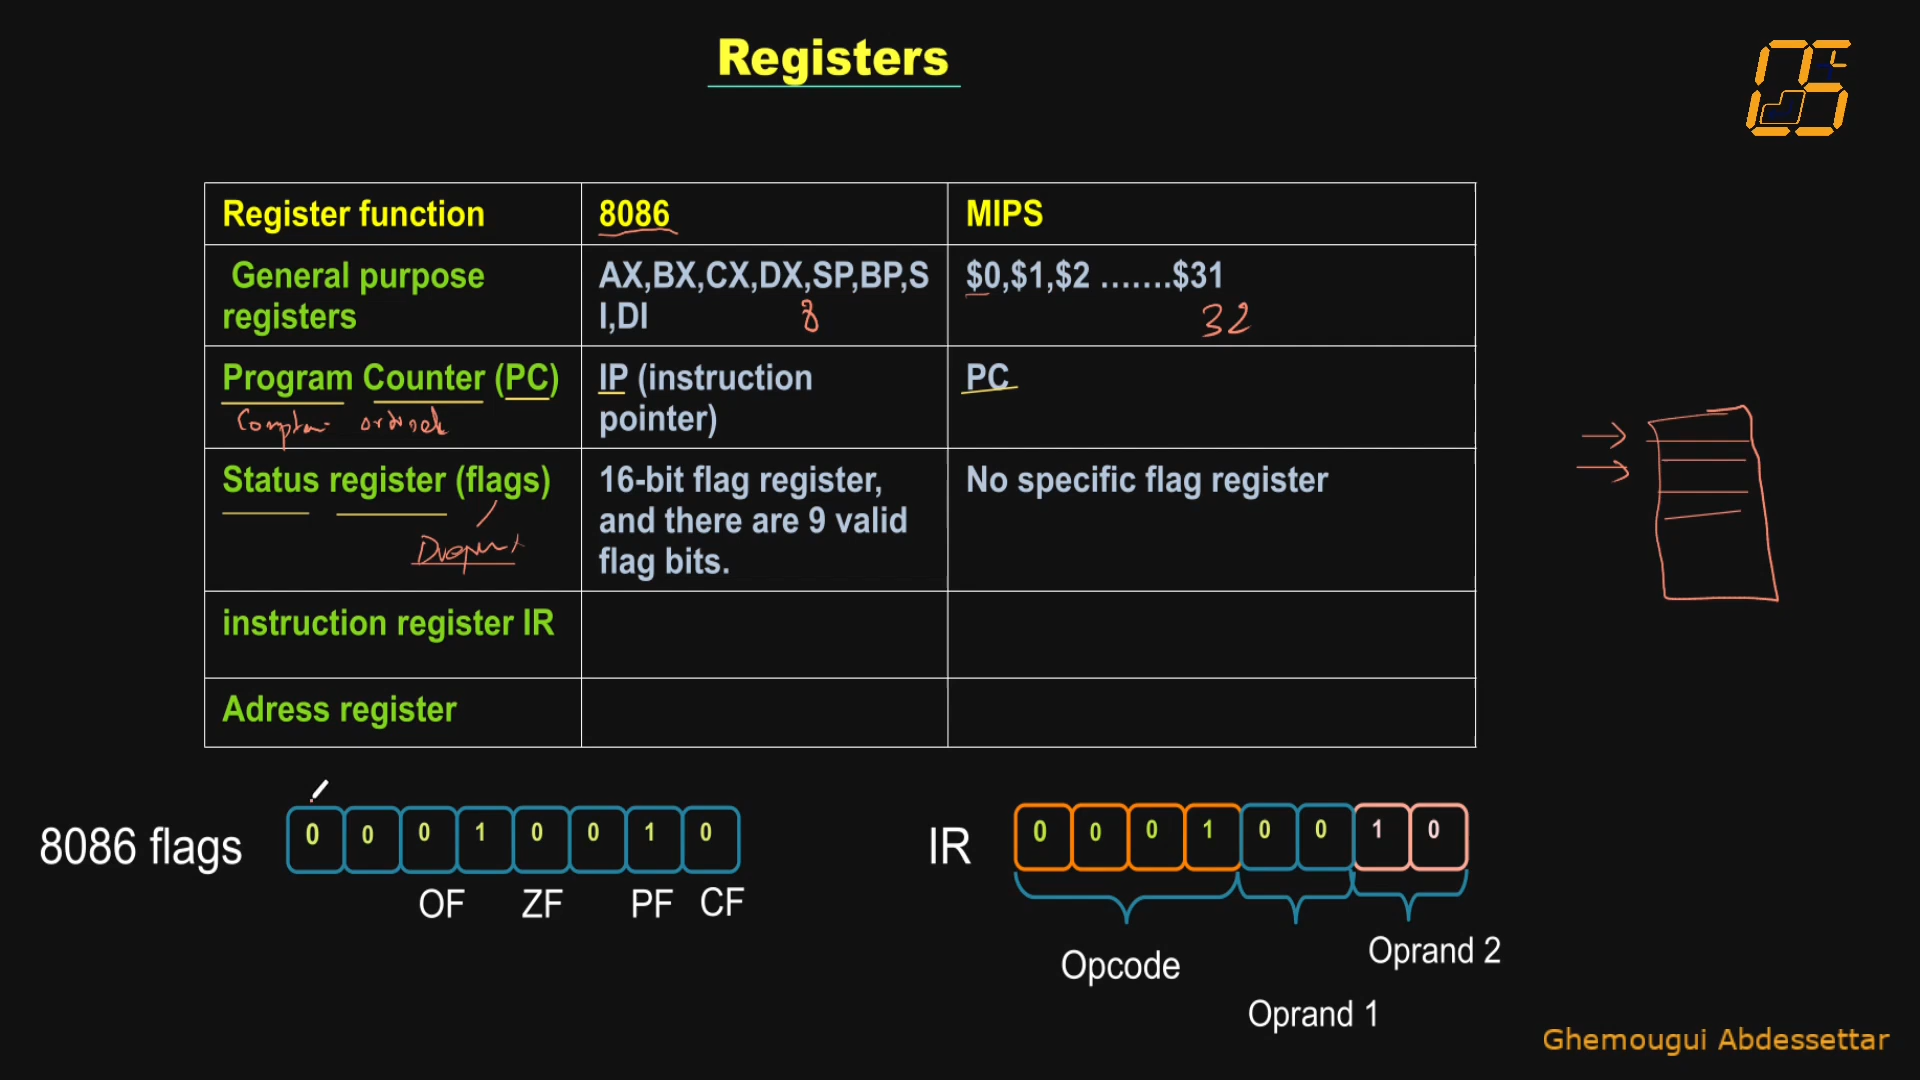 Registers
Register function
8086
MIPS
General purpose
registers
AX,BX,CX,DX,SP,BP,S
I,DI
8
$0,$1,$2 .......$31
32
Program Counter (PC)
IP (instruction
pointer)
PC
Status register (flags)
16-bit flag register,
and there are 9 valid
flag bits.
No specific flag register
instruction register IR
Adress register
8086 flags
0 0 0 1 0 0 1 0
OF ZF PF CF
IR
0 0 0 1 0 0 1 0
Opcode
Oprand 1
Oprand 2
Ghemougui Abdessettar